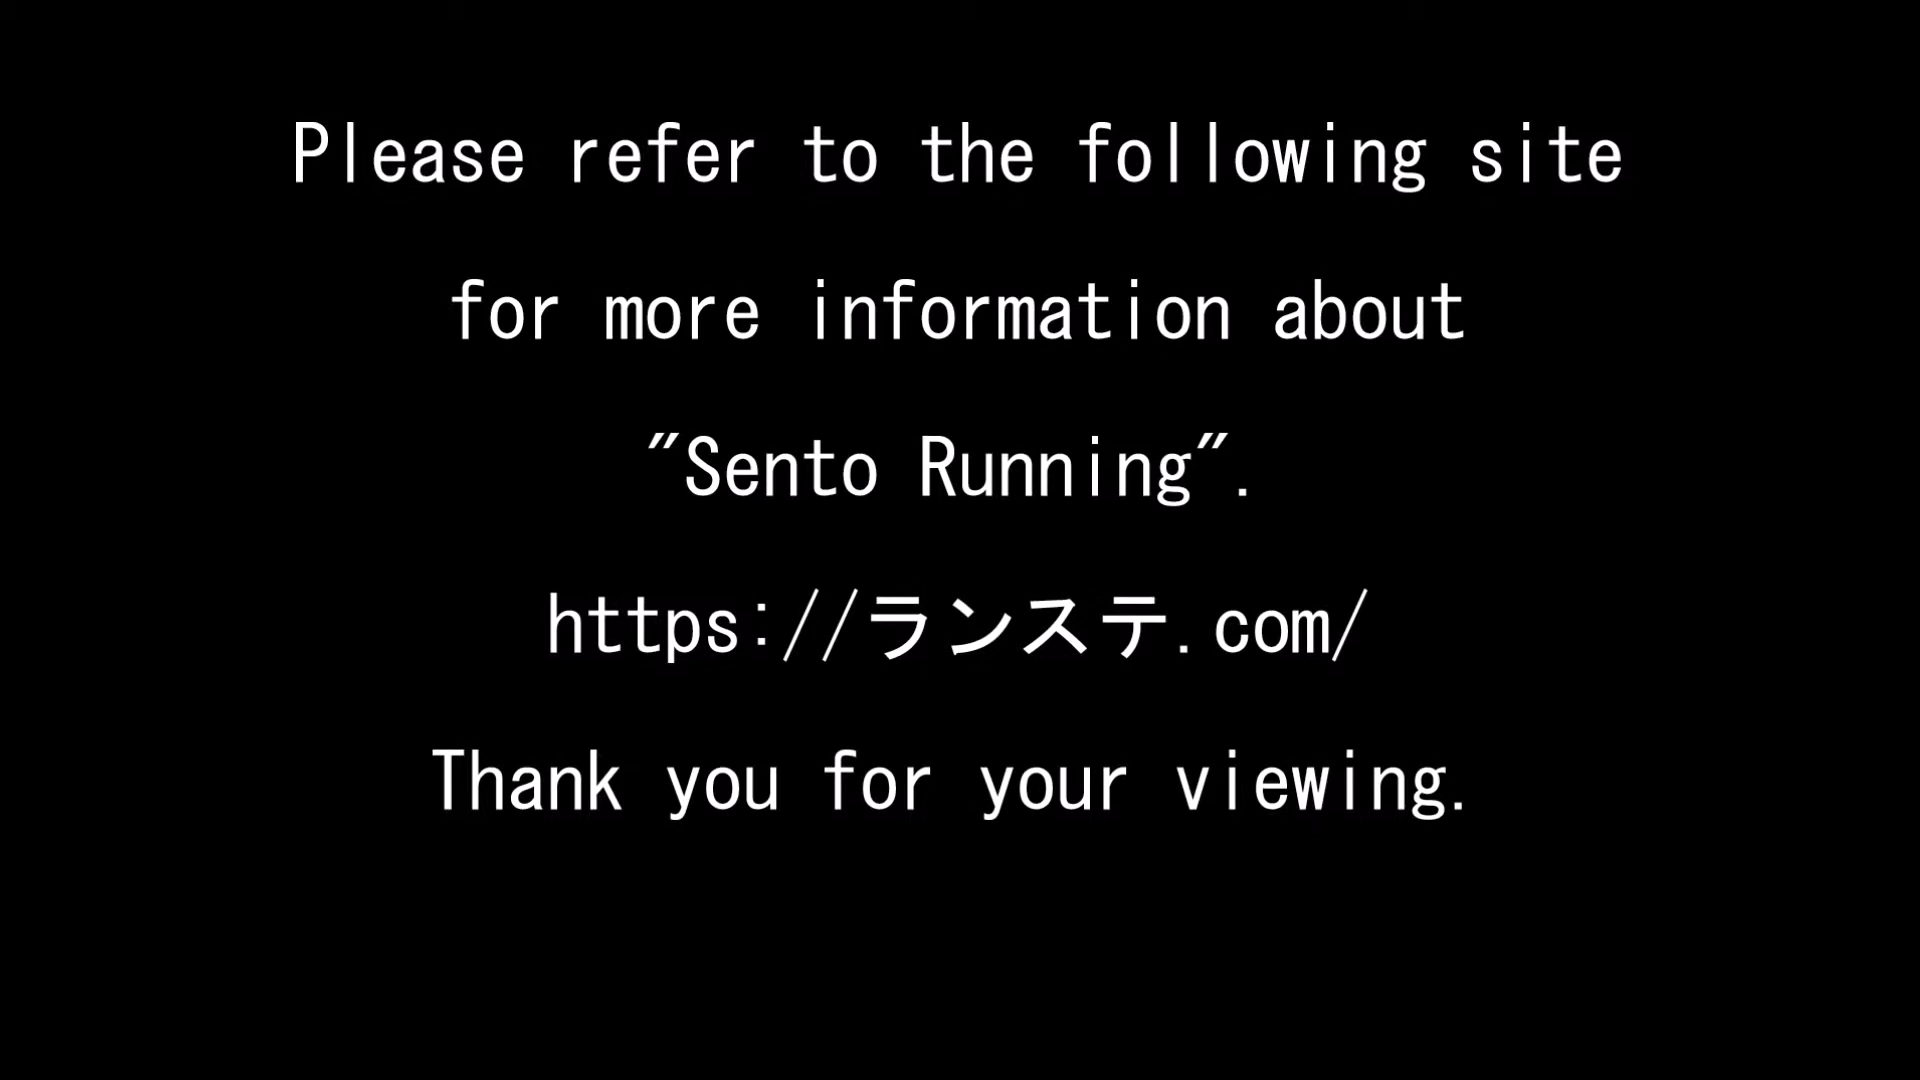 Please refer to the following site
for more information about
"Sento Running".
https://ランステ.com/
Thank you for your viewing.